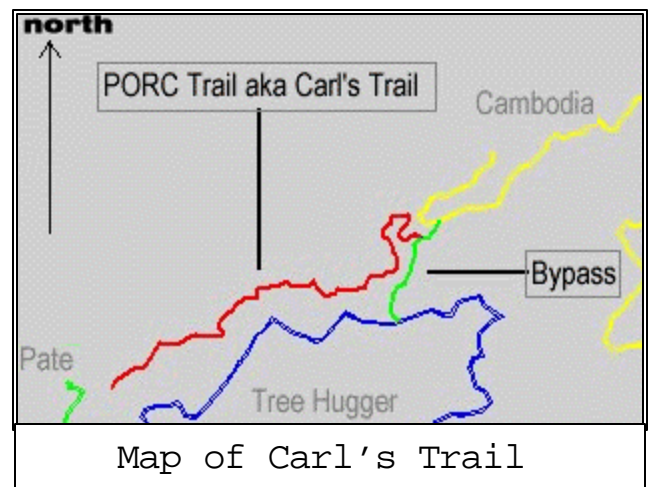 north
PORC Trail aka Carl's Trail
Cambodia
Bypass
Pate
Tree Hugger
Map of Carl’s Trail